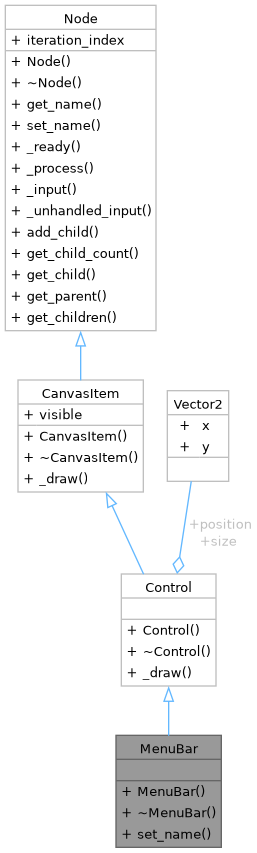 Node
+ iteration_index
+ Node()
+ ~Node()
+ get_name()
+ set_name()
+ _ready()
+ _process()
+ _input()
+ _unhandled_input()
+ add_child()
+ get_child_count()
+ get_child()
+ get_parent()
+ get_children()
CanvasItem
+ visible
+ CanvasItem()
+ ~CanvasItem()
+ _draw()
Vector2
+ x
+ y
+position
+size
Control
+ Control()
+ ~Control()
+ _draw()
MenuBar
+ MenuBar()
+ ~MenuBar()
+ set_name()